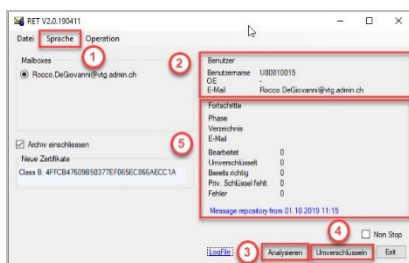 RET V2.0.190411
Datei Sprache Operation
1
Mailboxes
Rocco.DeGiovanni@vtg.admin.ch
2
Benutzer
Benutzername U80810015
OE -
E-Mail Rocco.DeGiovanni@vtg.admin.ch
Fortschritte
Phase
Verzeichnis
E-Mail
5
Archiv einschliessen
Neue Zertifikate
Class B: 4FFCB47609B50377EF065EC866AECC1A
Bearbeitet 0
Umverschlüsselt 0
Bereits richtig 0
Priv. Schlüssel fehlt 0
Fehler 0
Message repository from 01.10.2019 11:15
4
Non Stop
LogFile 3 Analysieren Umverschlüsseln Exit